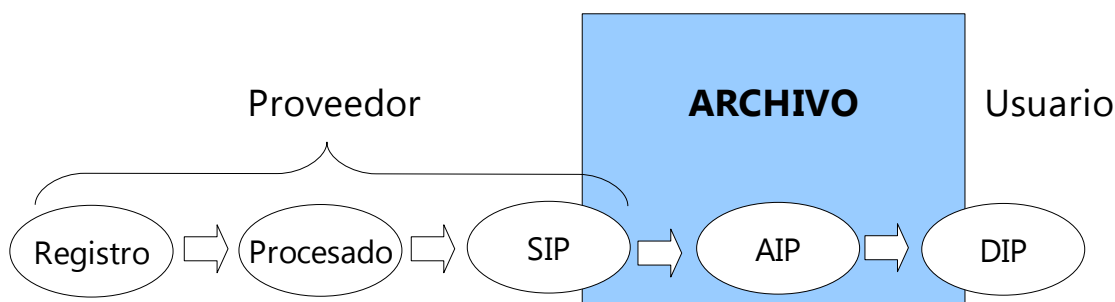 Proveedor
ARCHIVO
Usuario
Registro
Procesado
SIP
AIP
DIP